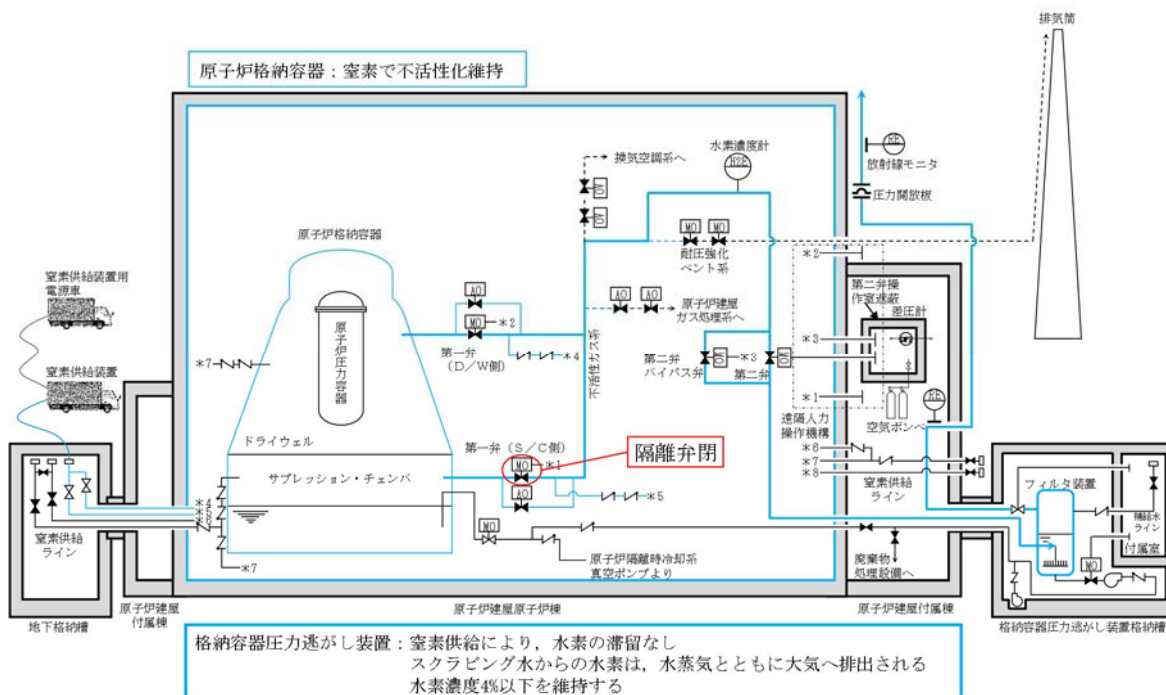 排気筒
原子炉格納容器：窒素で不活性化維持
水素濃度計
H2E
換気空調系へ
AO
AO
RE
放射線モニタ
圧力開放板
原子炉格納容器
MO
MO
耐圧強化
ベント系
＊2
窒素供給装置用
電源車
原子炉圧力容器
AO
MO
＊2
AO
AO
原子炉建屋
ガス処理系へ
第二弁操
作室遮蔽
差圧計
＊7
第一弁
（D／W側）
＊4
不活性ガス系
第二弁
バイパス弁
＊3
第二弁
＊3
窒素供給装置
＊1
RE
ドライウェル
第一弁（S／C側）
MO
＊1
隔離弁閉
遠隔人力
操作機構
空気ボンベ
サプレッション・チェンバ
AO
＊5
＊6
＊7
＊8
窒素供給
ライン
フィルタ装置
＊4
窒素供給
ライン
MO
補給水
ライン
＊7
原子炉隔離時冷却系
真空ポンプより
廃棄物
処理設備へ
MO
付属室
地下格納槽
原子炉建屋
付属棟
原子炉建屋原子炉棟
原子炉建屋付属棟
格納容器圧力逃がし装置格納槽
格納容器圧力逃がし装置：窒素供給により，水素の滞留なし
スクラビング水からの水素は，水蒸気とともに大気へ排出される
水素濃度4%以下を維持する